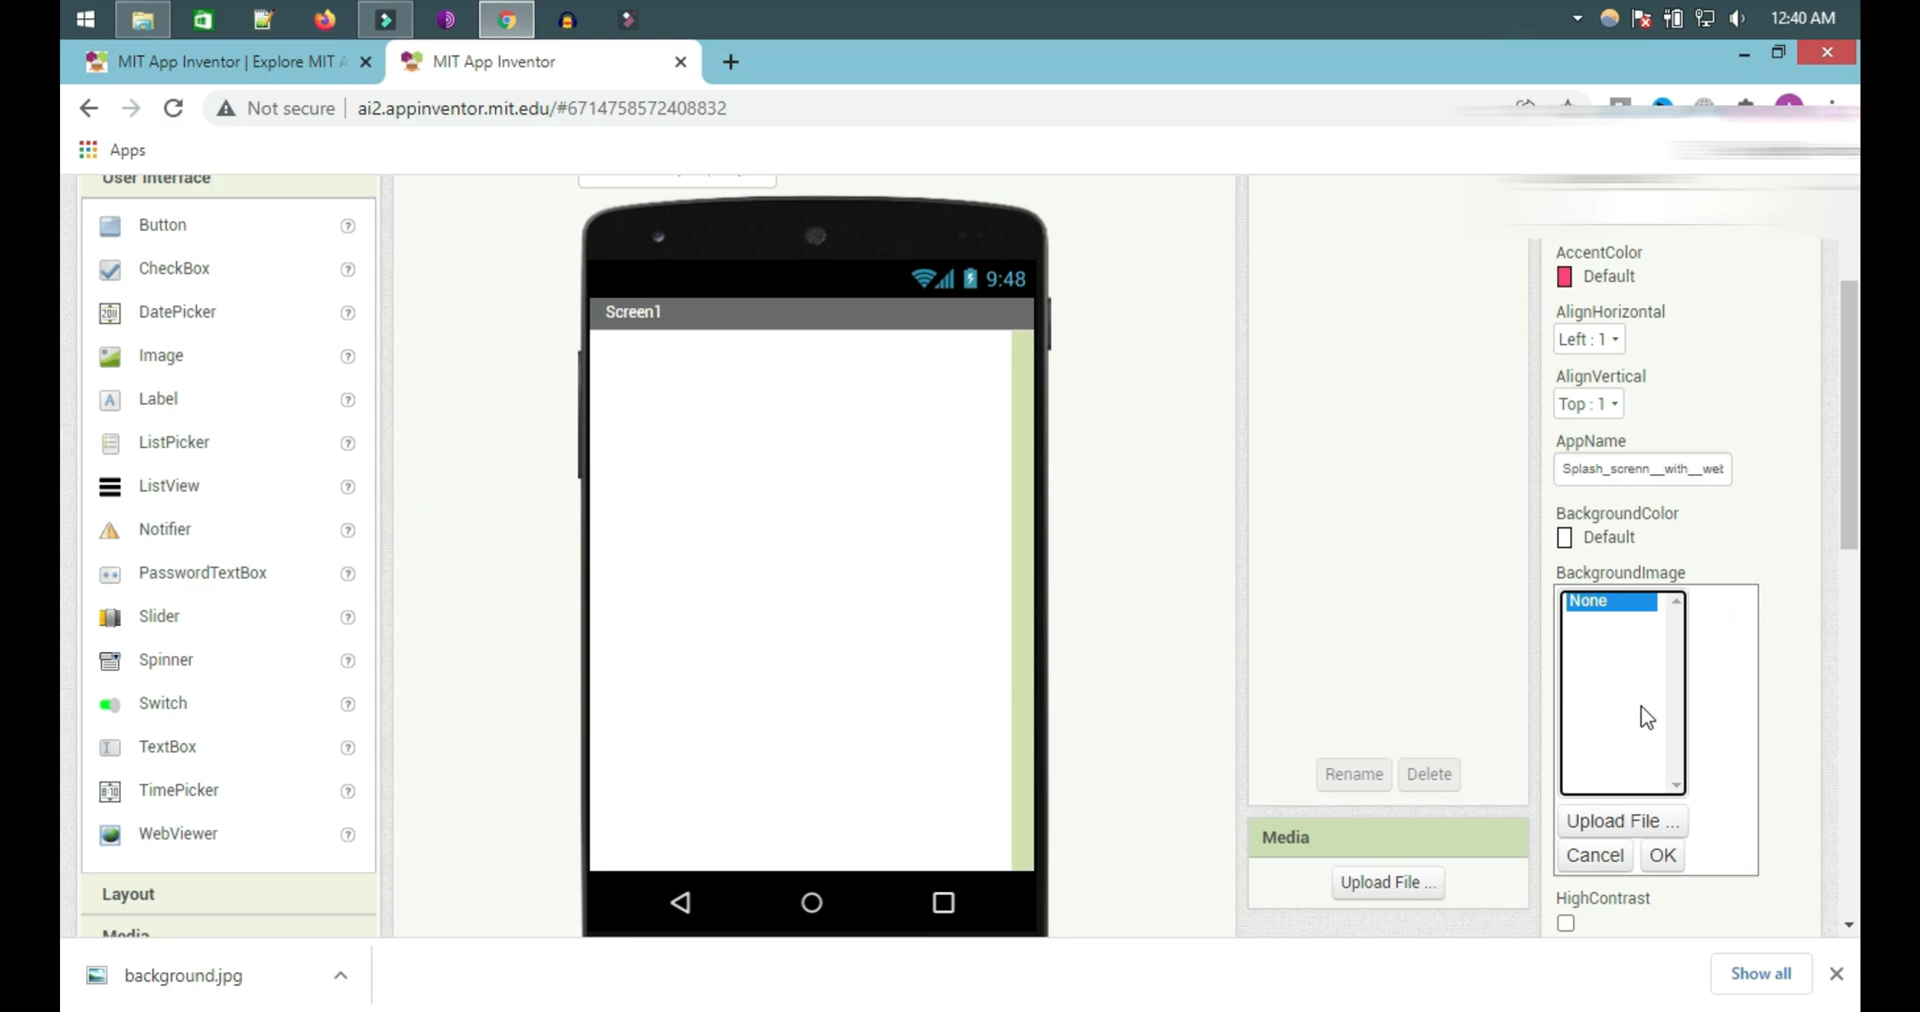 12:40 AM
MIT App Inventor | Explore MIT A
MIT App Inventor
Not secure
ai2.appinventor.mit.edu/#6714758572408832
Apps
User Interface
Button
CheckBox
DatePicker
Image
Label
ListPicker
ListView
Notifier
PasswordTextBox
Slider
Spinner
Switch
TextBox
TimePicker
WebViewer
Layout
Media
9:48
Screen1
Rename
Delete
Media
Upload File ...
AccentColor
Default
AlignHorizontal
Left : 1
AlignVertical
Top : 1
AppName
Splash_screnn__with__wet
BackgroundColor
Default
BackgroundImage
None
Upload File ...
Cancel
OK
HighContrast
background.jpg
Show all